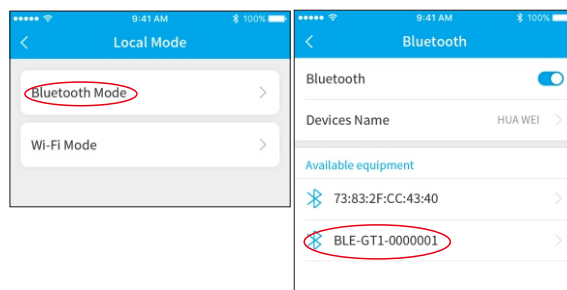 9:41 AM
100%
Local Mode
Bluetooth Mode
Wi-Fi Mode
9:41 AM
100%
Bluetooth
Bluetooth
Devices Name
HUA WEI
Available equipment
73:83:2F:CC:43:40
BLE-GT1-0000001